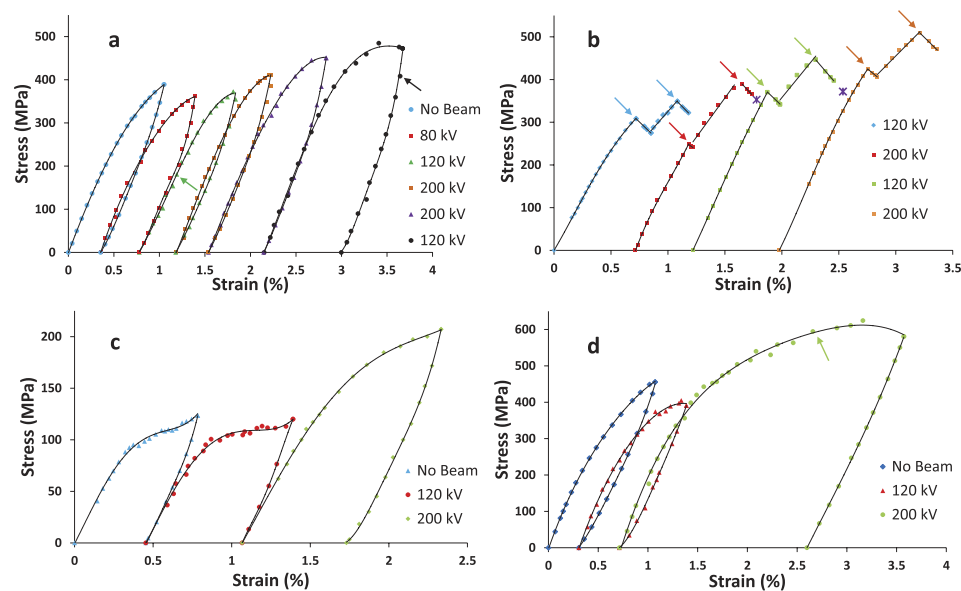 a
Stress (MPa)
500
400
300
200
100
0
0 0.5 1 1.5 2 2.5 3 3.5 4
Strain (%)
No Beam
80 kV
120 kV
200 kV
200 kV
120 kV
b
Stress (MPa)
500
400
300
200
100
0
0 0.5 1 1.5 2 2.5 3 3.5
Strain (%)
120 kV
200 kV
120 kV
200 kV
c
Stress (MPa)
200
150
100
50
0
0 0.5 1 1.5 2 2.5
Strain (%)
No Beam
120 kV
200 kV
d
Stress (MPa)
600
500
400
300
200
100
0
0 0.5 1 1.5 2 2.5 3 3.5 4
Strain (%)
No Beam
120 kV
200 kV